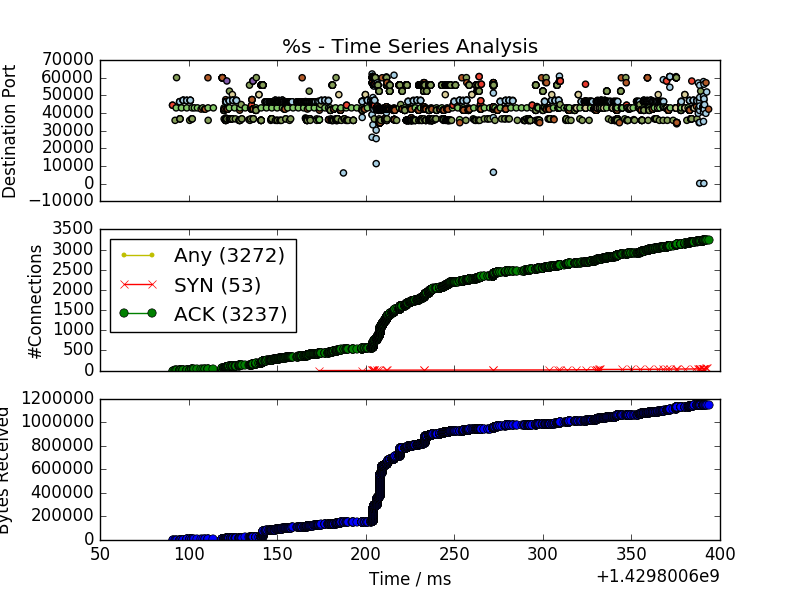 %s - Time Series Analysis
70000
60000
50000
40000
30000
20000
10000
0
−10000
Destination Port
3500
3000
2500
2000
1500
1000
500
0
#Connections
Any (3272)
SYN (53)
ACK (3237)
1200000
1000000
800000
600000
400000
200000
0
Bytes Received
50 100 150 200 250 300 350 400
Time / ms
+1.4298006e9